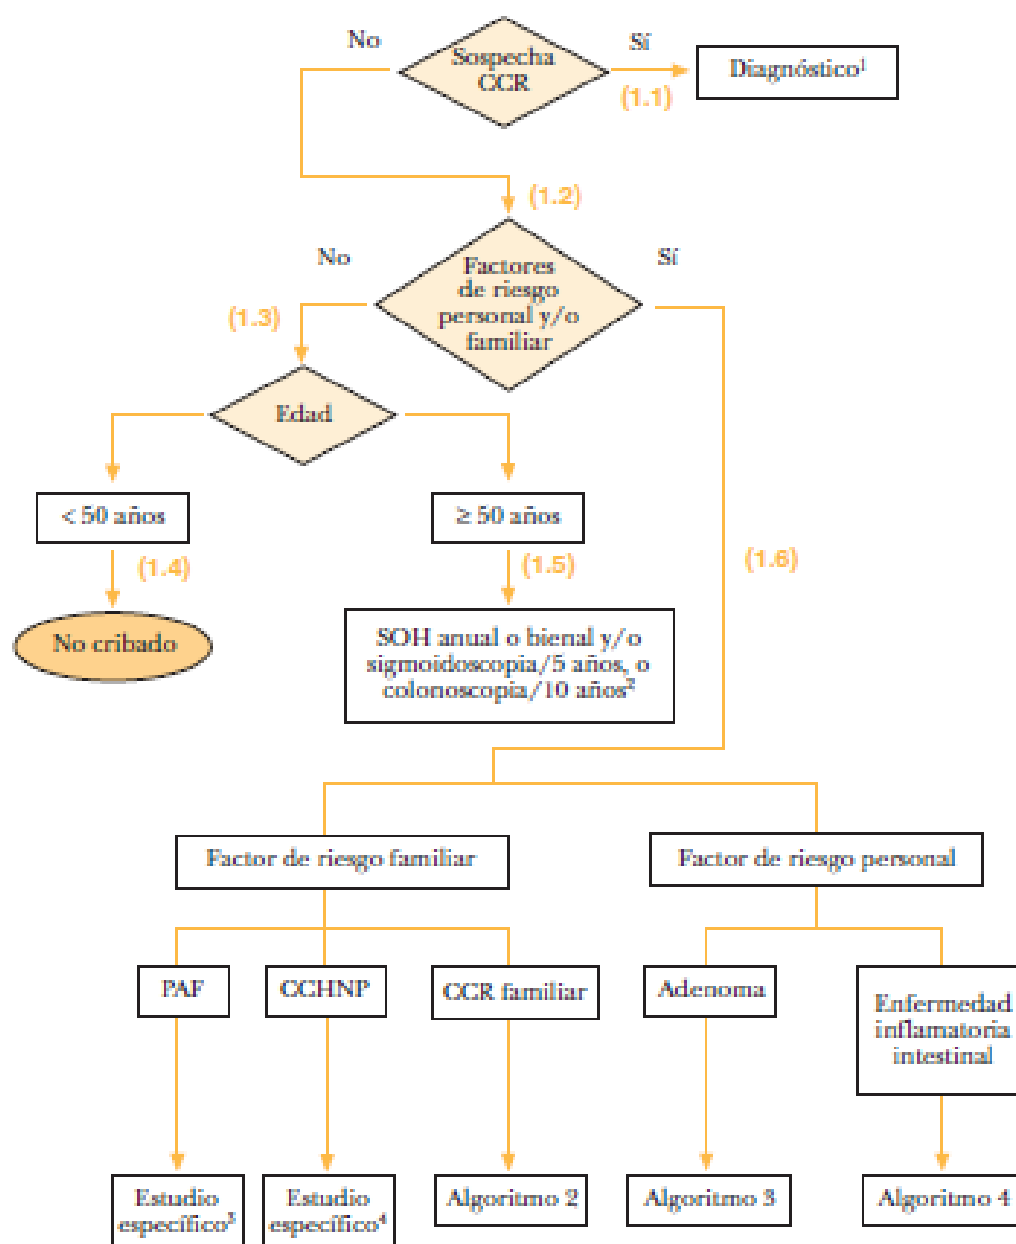 No
Sí
Sospecha
CCR
Diagnóstico¹
(1.1)
(1.2)
No
Sí
Factores
de riesgo
personal y/o
familiar
(1.3)
Edad
< 50 años
≥ 50 años
(1.4)
(1.5)
(1.6)
No cribado
SOH anual o bienal y/o
sigmoidoscopia/5 años, o
colonoscopia/10 años²
Factor de riesgo familiar
Factor de riesgo personal
PAF
CCHNP
CCR familiar
Adenoma
Enfermedad
inflamatoria
intestinal
Estudio
específico³
Estudio
específico⁴
Algoritmo 2
Algoritmo 3
Algoritmo 4